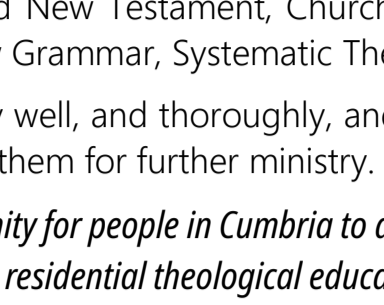 d New Testament, Church
y Grammar, Systematic The
y well, and thoroughly, and
them for further ministry.
nity for people in Cumbria to d
residential theological educa